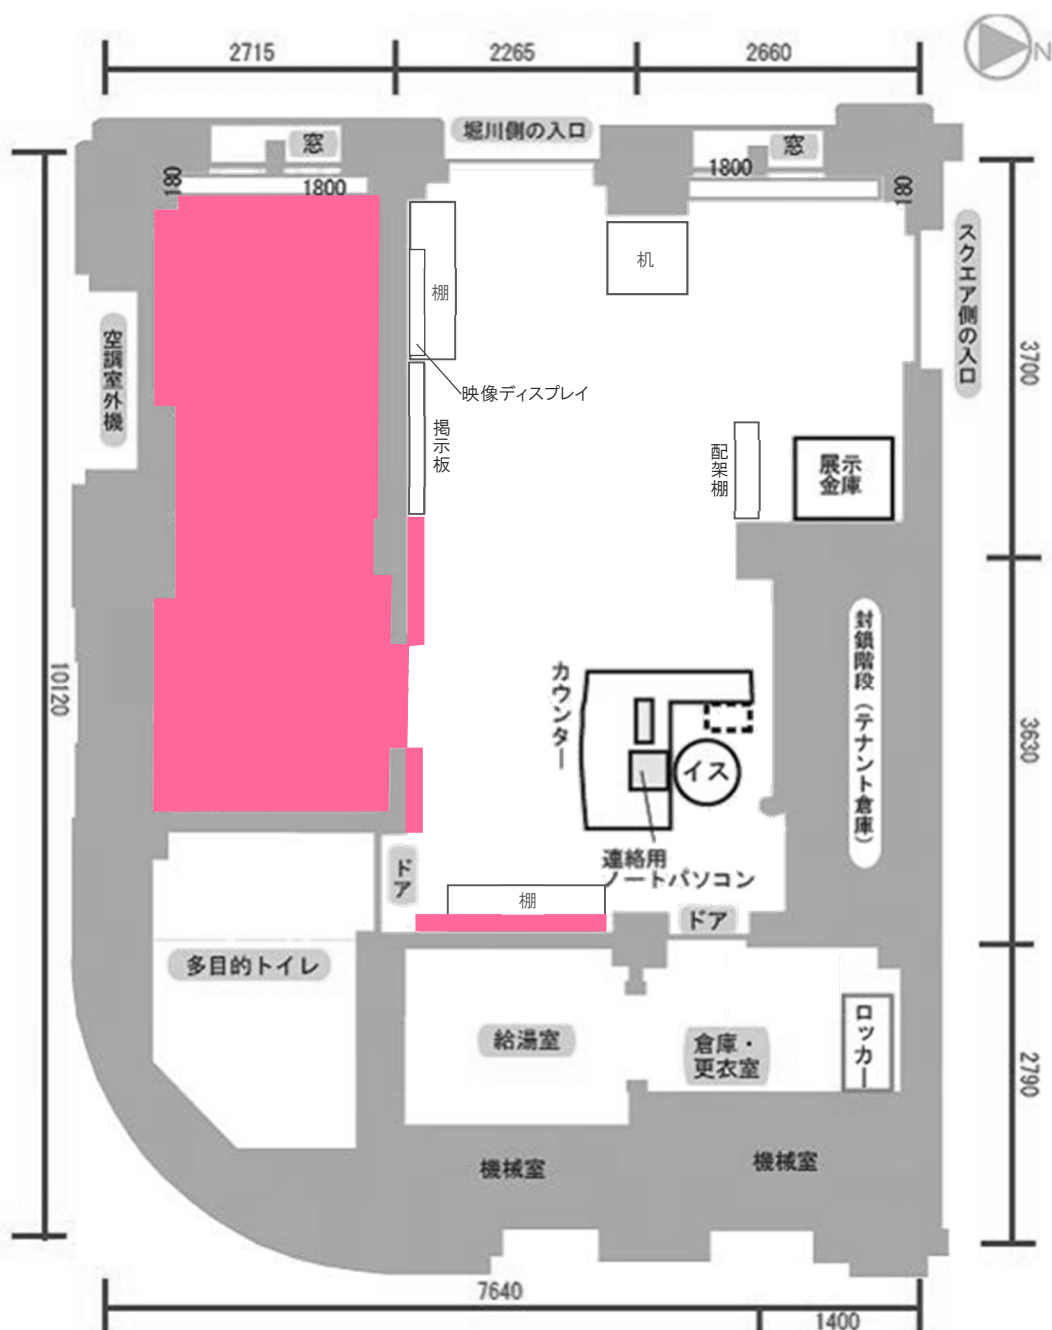 2715
2265
2660
N
堀川側の入口
窓
窓
180
1800
1800
180
机
棚
スクエア側の入口
空調室外機
3700
映像ディスプレイ
掲示板
配架棚
展示
金庫
封鎖階段（テナント倉庫）
10120
カウンター
3630
イス
連絡用
ノートパソコン
ドア
棚
ドア
多目的トイレ
給湯室
倉庫・
更衣室
ロッカー
2790
機械室
機械室
7640
1400